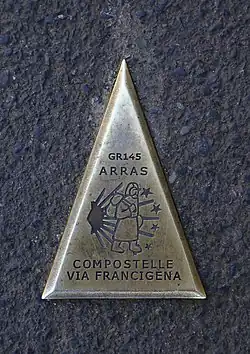 GR145
ARRAS
COMPOSTELLE
VIA FRANCIGENA